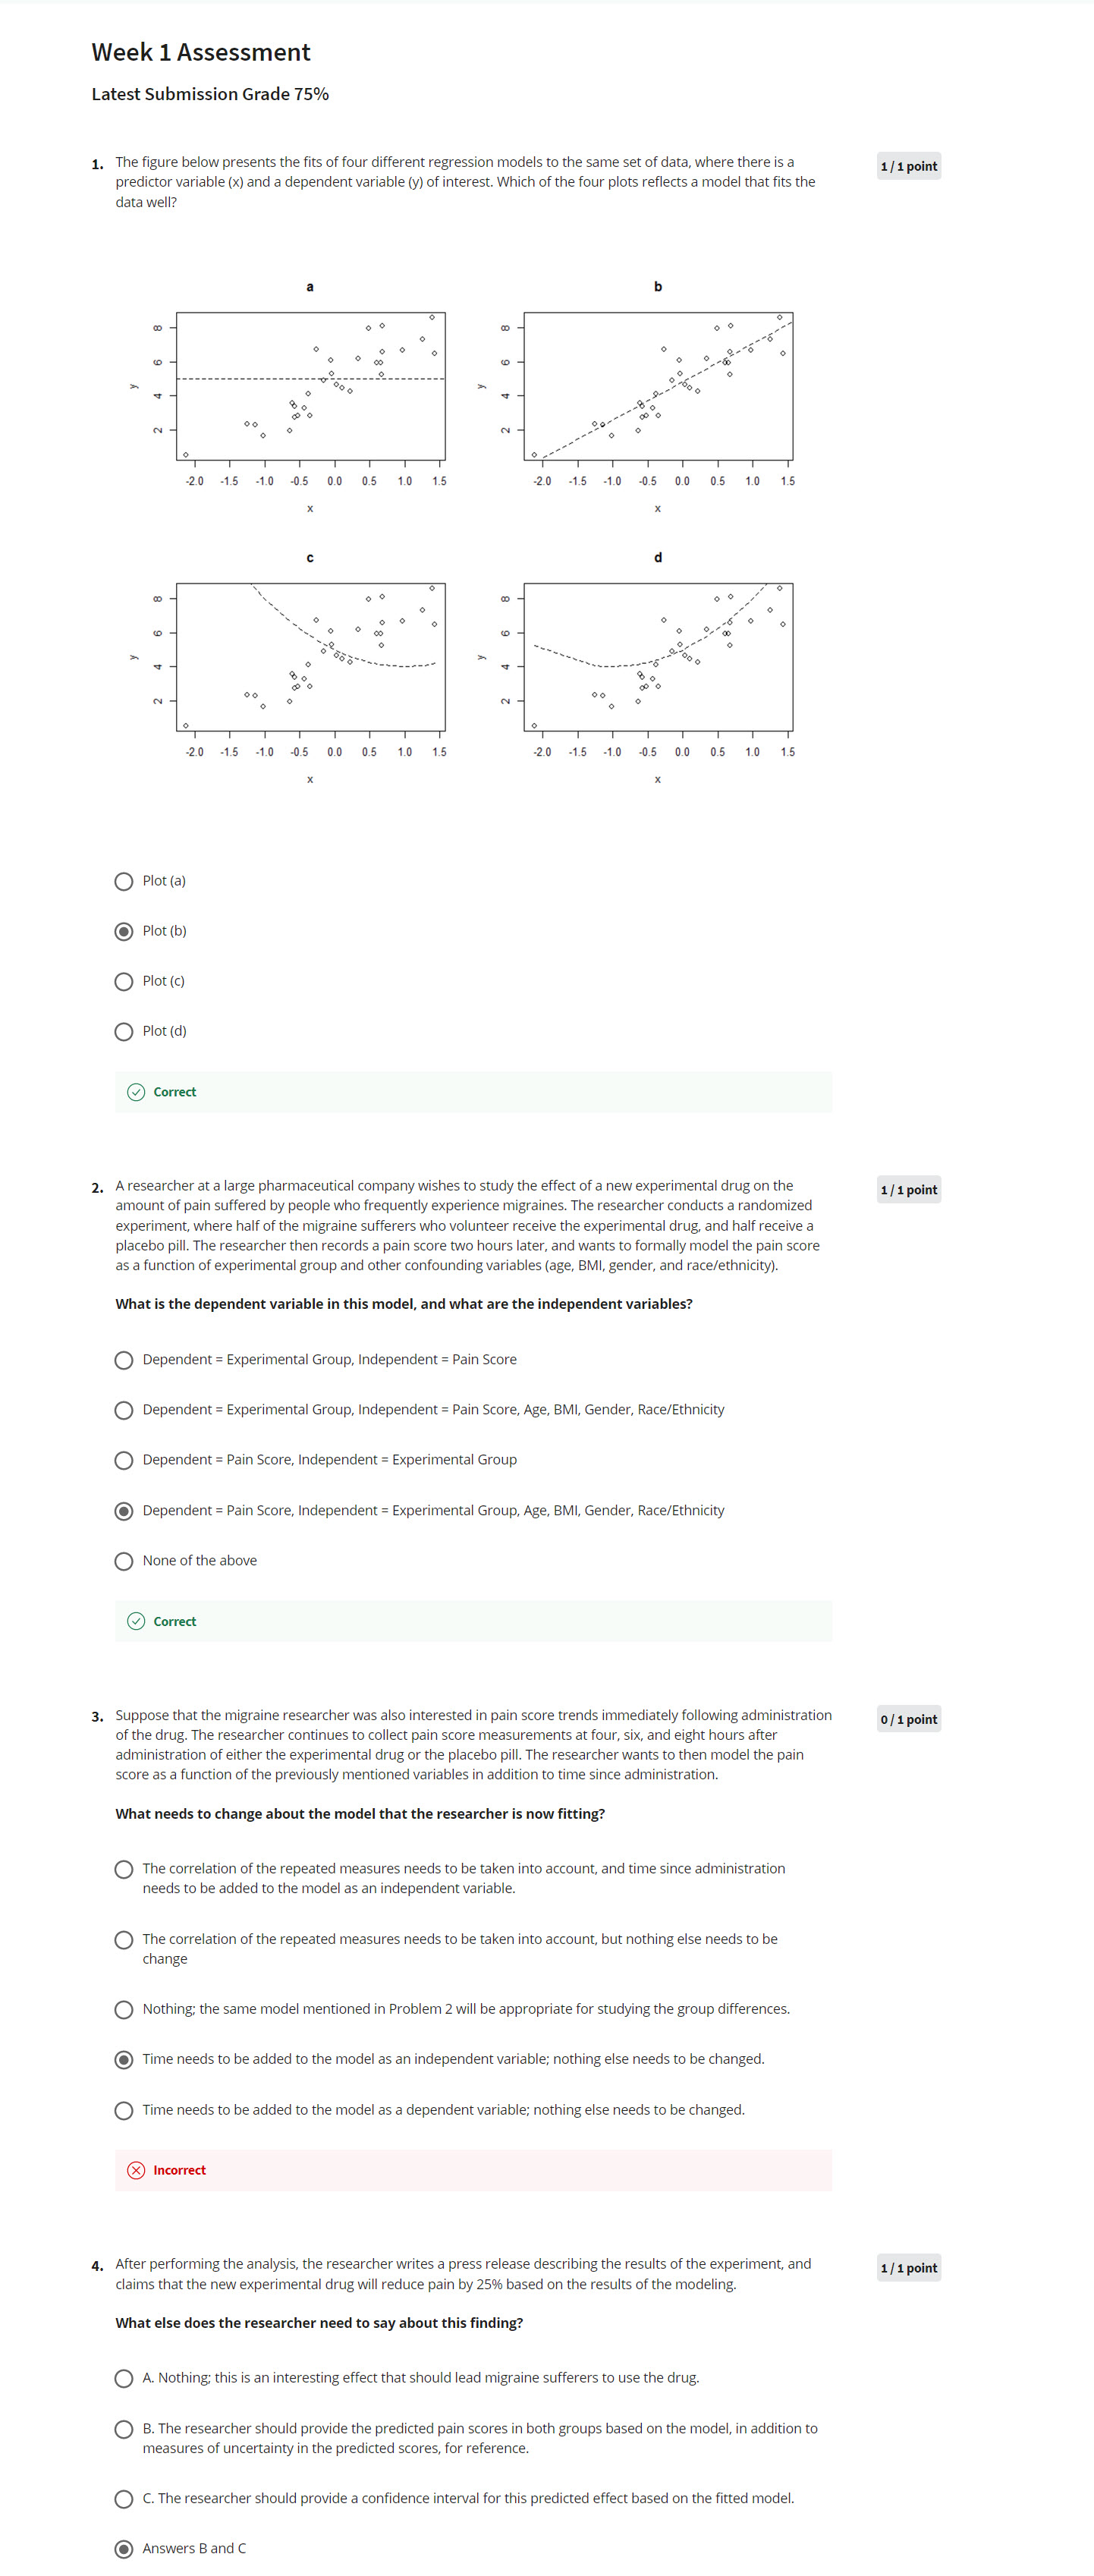 Week 1 Assessment
Latest Submission Grade 75%
1. The figure below presents the fits of four different regression models to the same set of data, where there is a
predictor variable (x) and a dependent variable (y) of interest. Which of the four plots reflects a model that fits the
data well?
1 / 1 point
a
b
8
6
4
2
y
-2.0 -1.5 -1.0 -0.5 0.0 0.5 1.0 1.5
x
8
6
4
2
y
-2.0 -1.5 -1.0 -0.5 0.0 0.5 1.0 1.5
x
c
d
8
6
4
2
y
-2.0 -1.5 -1.0 -0.5 0.0 0.5 1.0 1.5
x
8
6
4
2
y
-2.0 -1.5 -1.0 -0.5 0.0 0.5 1.0 1.5
x
Plot (a)
Plot (b)
Plot (c)
Plot (d)
Correct
2. A researcher at a large pharmaceutical company wishes to study the effect of a new experimental drug on the
amount of pain suffered by people who frequently experience migraines. The researcher conducts a randomized
experiment, where half of the migraine sufferers who volunteer receive the experimental drug, and half receive a
placebo pill. The researcher then records a pain score two hours later, and wants to formally model the pain score
as a function of experimental group and other confounding variables (age, BMI, gender, and race/ethnicity).
1 / 1 point
What is the dependent variable in this model, and what are the independent variables?
Dependent = Experimental Group, Independent = Pain Score
Dependent = Experimental Group, Independent = Pain Score, Age, BMI, Gender, Race/Ethnicity
Dependent = Pain Score, Independent = Experimental Group
Dependent = Pain Score, Independent = Experimental Group, Age, BMI, Gender, Race/Ethnicity
None of the above
Correct
3. Suppose that the migraine researcher was also interested in pain score trends immediately following administration
of the drug. The researcher continues to collect pain score measurements at four, six, and eight hours after
administration of either the experimental drug or the placebo pill. The researcher wants to then model the pain
score as a function of the previously mentioned variables in addition to time since administration.
0 / 1 point
What needs to change about the model that the researcher is now fitting?
The correlation of the repeated measures needs to be taken into account, and time since administration
needs to be added to the model as an independent variable.
The correlation of the repeated measures needs to be taken into account, but nothing else needs to be
change
Nothing; the same model mentioned in Problem 2 will be appropriate for studying the group differences.
Time needs to be added to the model as an independent variable; nothing else needs to be changed.
Time needs to be added to the model as a dependent variable; nothing else needs to be changed.
Incorrect
4. After performing the analysis, the researcher writes a press release describing the results of the experiment, and
claims that the new experimental drug will reduce pain by 25% based on the results of the modeling.
1 / 1 point
What else does the researcher need to say about this finding?
A. Nothing; this is an interesting effect that should lead migraine sufferers to use the drug.
B. The researcher should provide the predicted pain scores in both groups based on the model, in addition to
measures of uncertainty in the predicted scores, for reference.
C. The researcher should provide a confidence interval for this predicted effect based on the fitted model.
Answers B and C